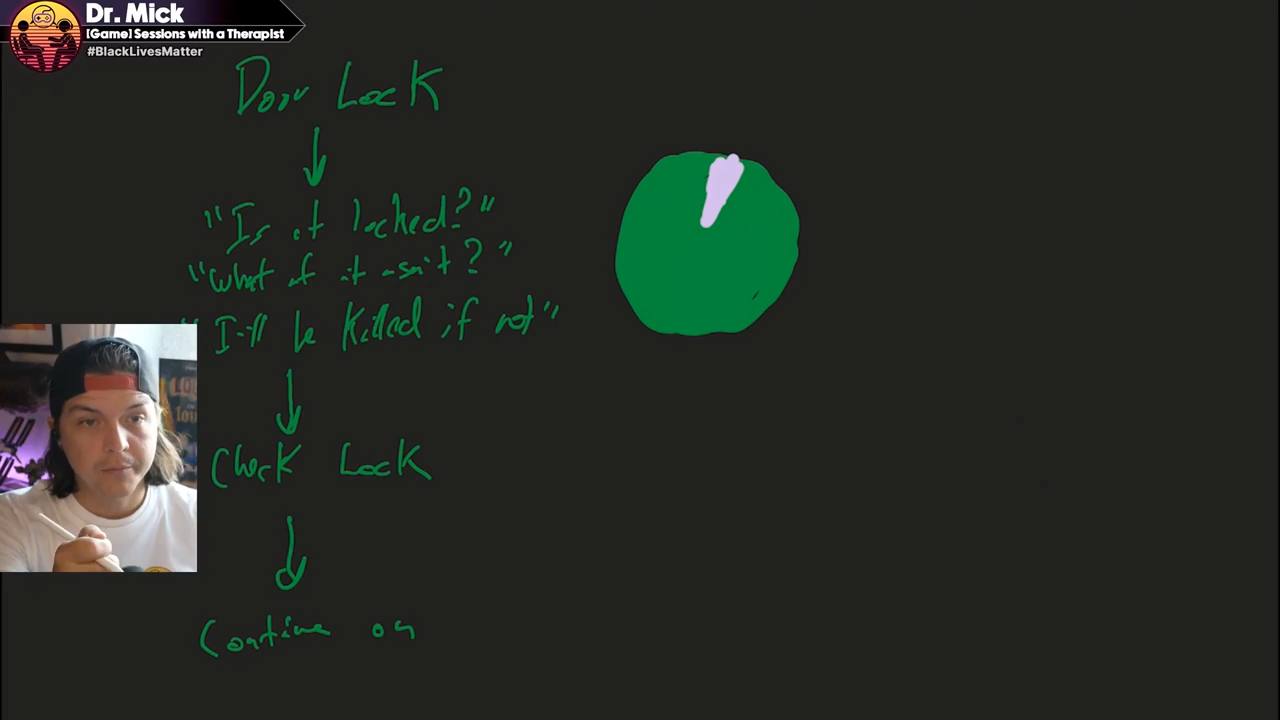 Dr. Mick
[Game] Sessions with a Therapist
#BlackLivesMatter
Door Lock
"Is it locked?"
"What if it isn't?"
"I'll be killed if not"
Check Lock
Continue on